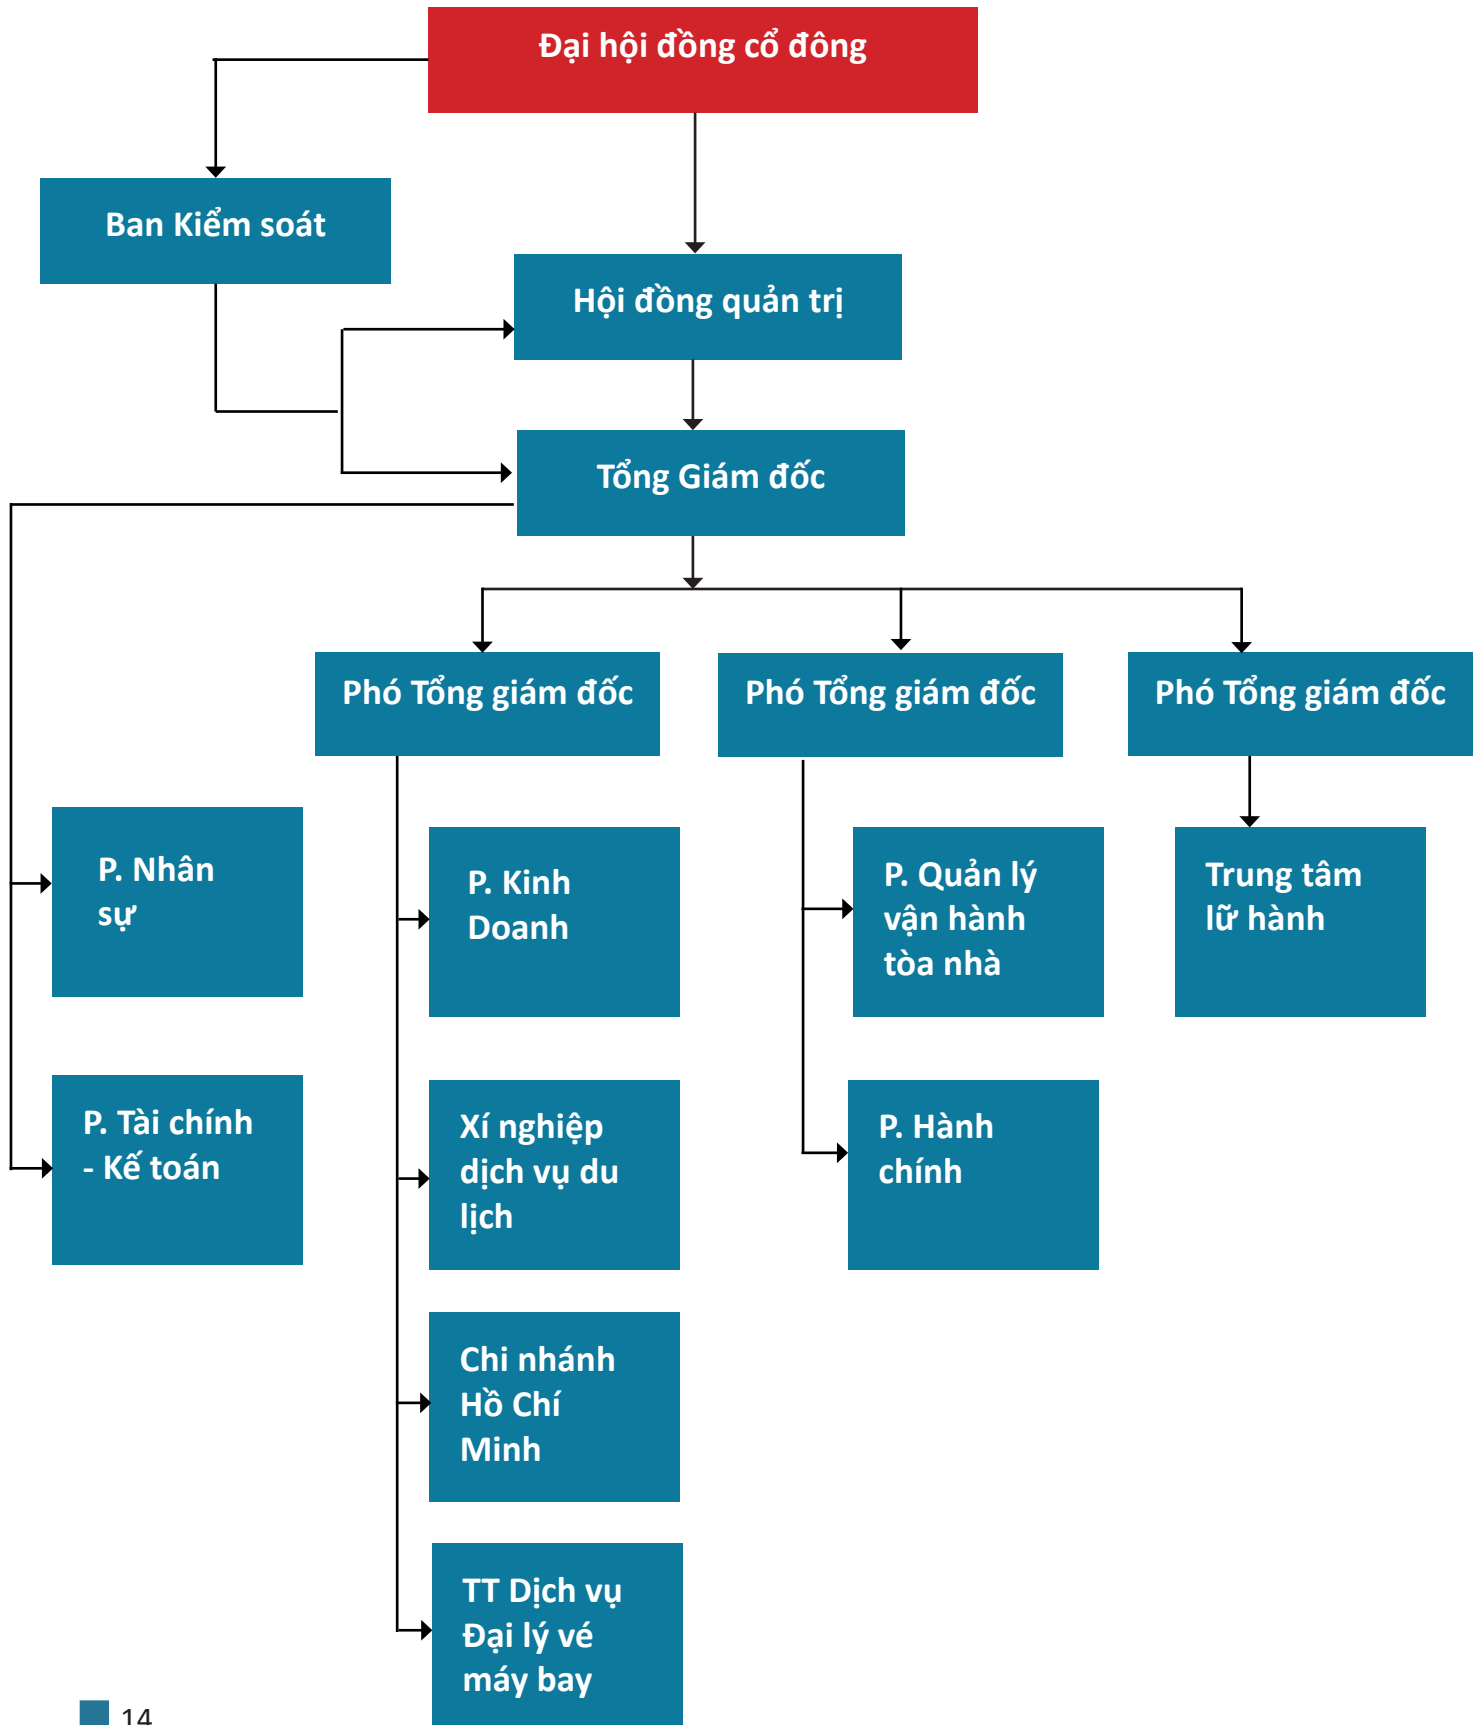 Đại hội đồng cổ đông
Ban Kiểm soát
Hội đồng quản trị
Tổng Giám đốc
Phó Tổng giám đốc
Phó Tổng giám đốc
Phó Tổng giám đốc
P. Nhân
sự
P. Kinh
Doanh
P. Quản lý
vận hành
tòa nhà
Trung tâm
lữ hành
P. Tài chính
- Kế toán
Xí nghiệp
dịch vụ du
lịch
P. Hành
chính
Chi nhánh
Hồ Chí
Minh
TT Dịch vụ
Đại lý vé
máy bay
14